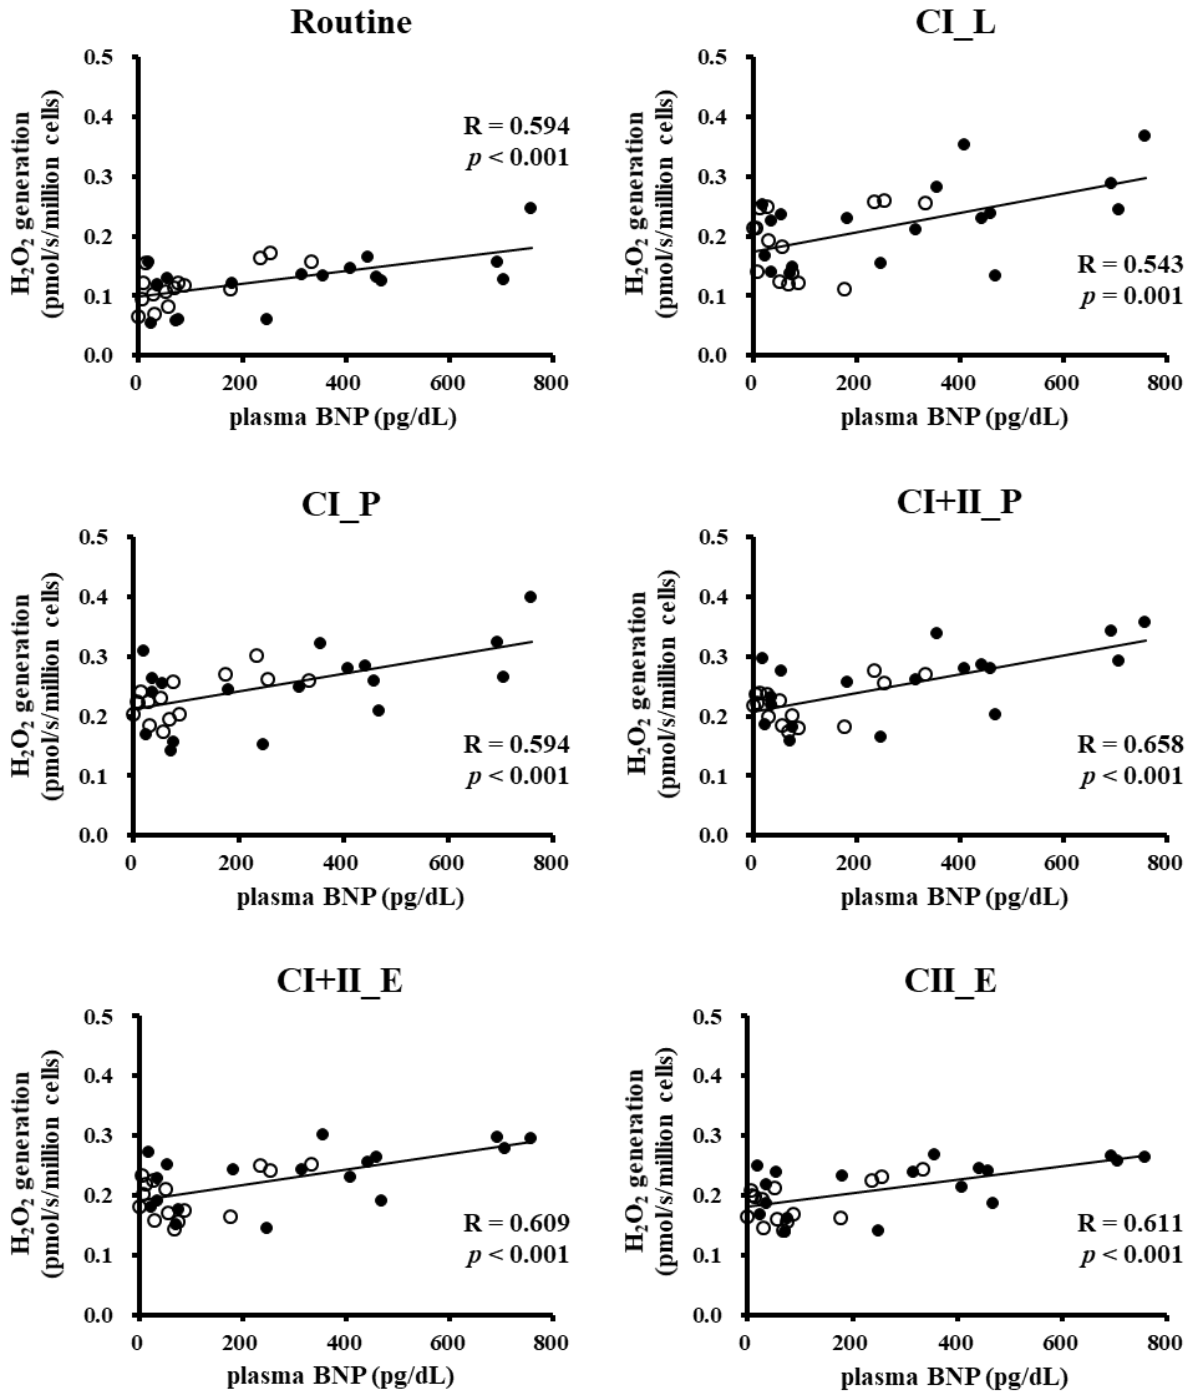 Routine
H₂O₂ generation
(pmol/s/million cells)
0.5
0.4
0.3
0.2
0.1
0.0
R = 0.594
p < 0.001
0 200 400 600 800
plasma BNP (pg/dL)
CI_L
H₂O₂ generation
(pmol/s/million cells)
0.5
0.4
0.3
0.2
0.1
0.0
R = 0.543
p = 0.001
0 200 400 600 800
plasma BNP (pg/dL)
CI_P
H₂O₂ generation
(pmol/s/million cells)
0.5
0.4
0.3
0.2
0.1
0.0
R = 0.594
p < 0.001
0 200 400 600 800
plasma BNP (pg/dL)
CI+II_P
H₂O₂ generation
(pmol/s/million cells)
0.5
0.4
0.3
0.2
0.1
0.0
R = 0.658
p < 0.001
0 200 400 600 800
plasma BNP (pg/dL)
CI+II_E
H₂O₂ generation
(pmol/s/million cells)
0.5
0.4
0.3
0.2
0.1
0.0
R = 0.609
p < 0.001
0 200 400 600 800
plasma BNP (pg/dL)
CII_E
H₂O₂ generation
(pmol/s/million cells)
0.5
0.4
0.3
0.2
0.1
0.0
R = 0.611
p < 0.001
0 200 400 600 800
plasma BNP (pg/dL)